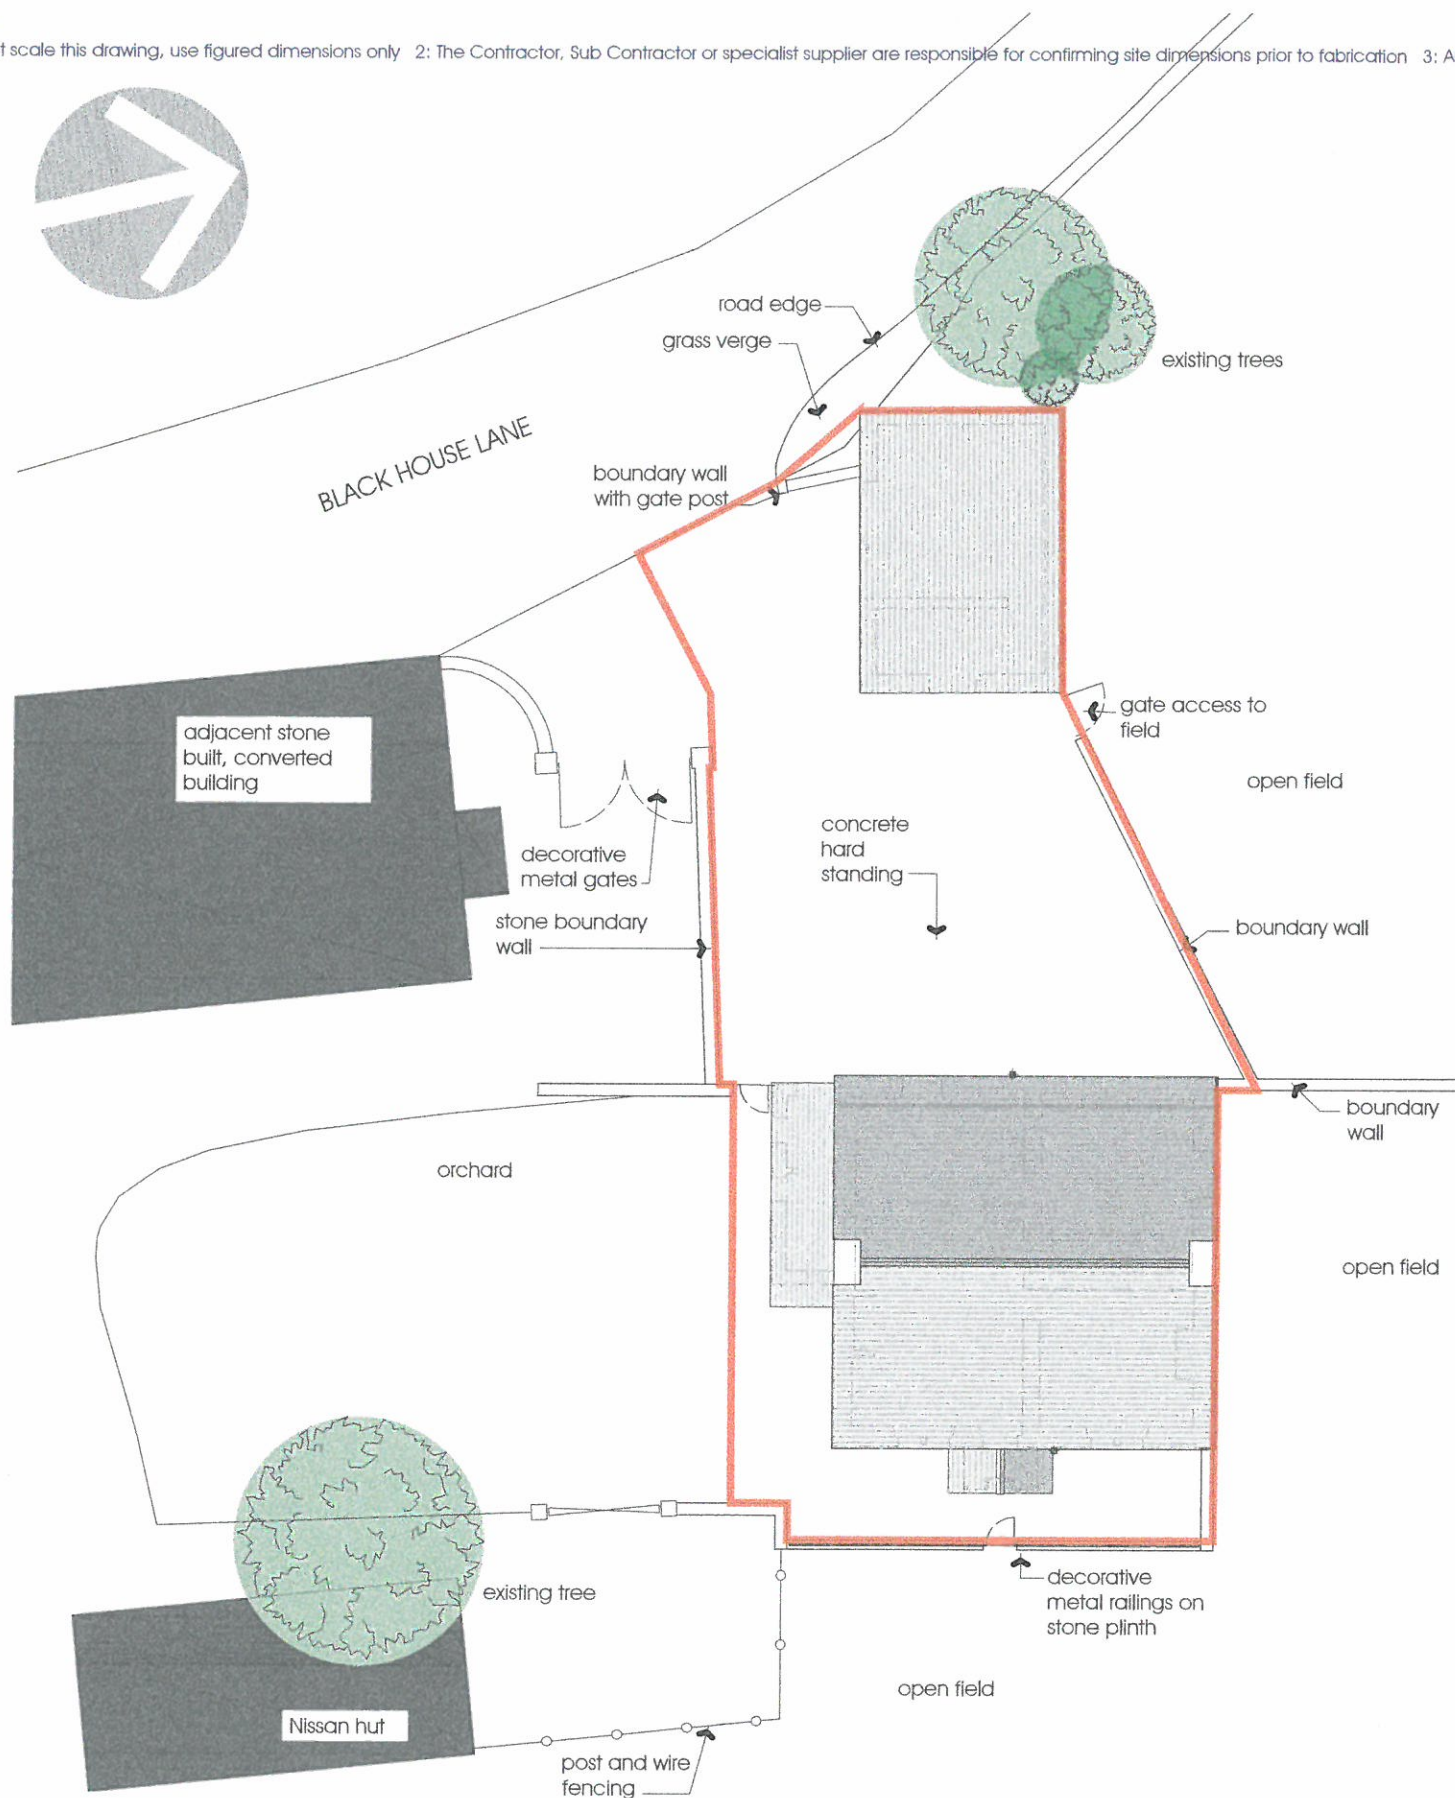 t scale this drawing, use figured dimensions only 2: The Contractor, Sub Contractor or specialist supplier are responsible for confirming site dimensions prior to fabrication 3: A
road edge
grass verge
existing trees
BLACK HOUSE LANE
boundary wall
with gate post
gate access to
field
adjacent stone
built, converted
building
open field
concrete
hard
standing
decorative
metal gates
stone boundary
wall
boundary wall
boundary
wall
orchard
open field
existing tree
decorative
metal railings on
stone plinth
open field
Nissan hut
post and wire
fencing